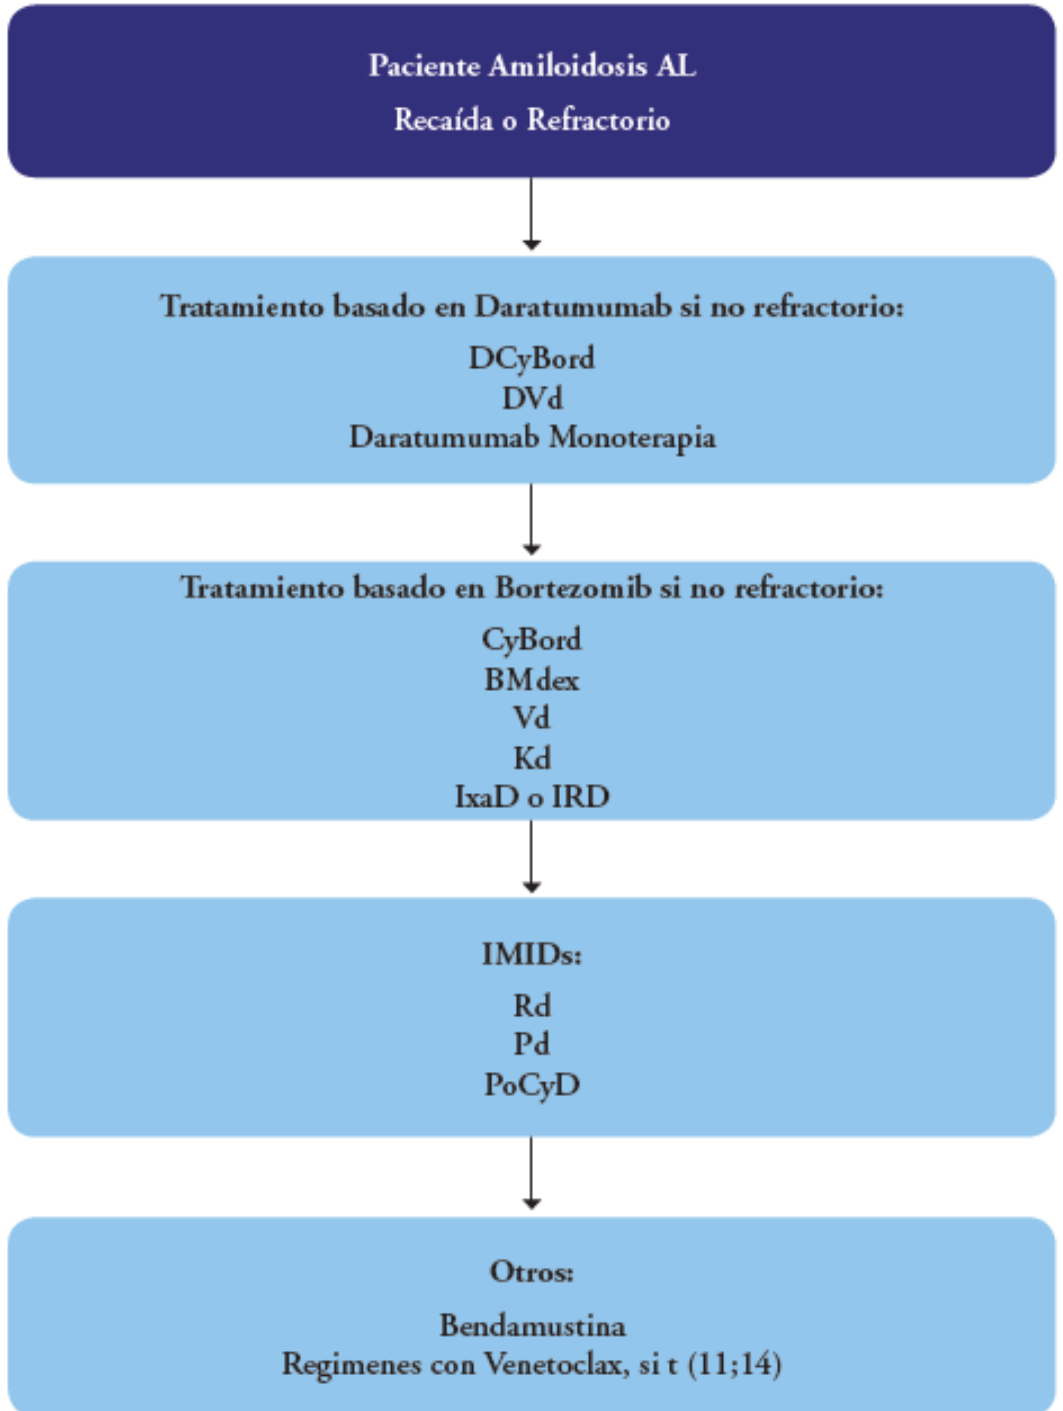 Paciente Amiloidosis AL
Recaída o Refractorio
Tratamiento basado en Daratumumab si no refractorio:
DCyBord
DVd
Daratumumab Monoterapia
Tratamiento basado en Bortezomib si no refractorio:
CyBord
BMdex
Vd
Kd
IxaD o IRD
IMIDs:
Rd
Pd
PoCyD
Otros:
Bendamustina
Regimenes con Venetoclax, si t (11;14)